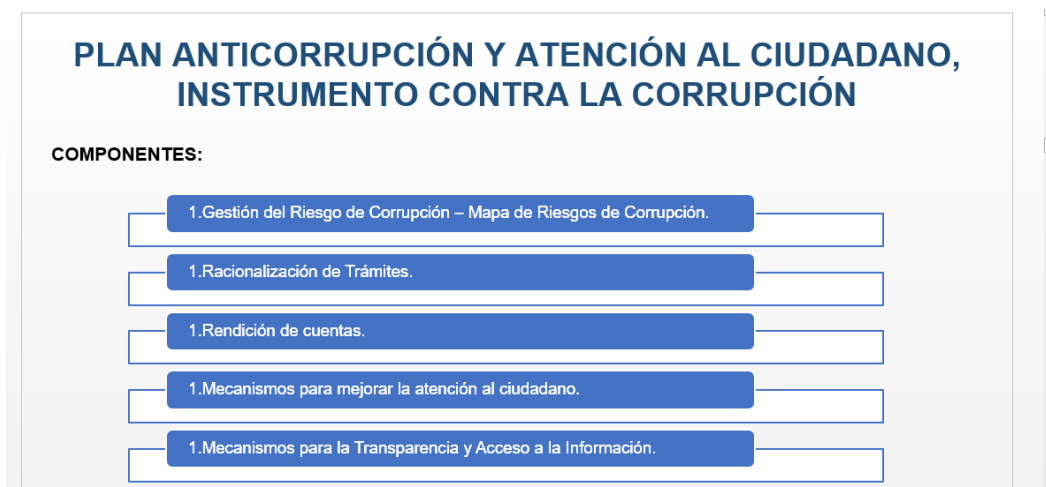 PLAN ANTICORRUPCIÓN Y ATENCIÓN AL CIUDADANO,
INSTRUMENTO CONTRA LA CORRUPCIÓN
COMPONENTES:
1.Gestión del Riesgo de Corrupción – Mapa de Riesgos de Corrupción.
1.Racionalización de Trámites.
1.Rendición de cuentas.
1.Mecanismos para mejorar la atención al ciudadano.
1.Mecanismos para la Transparencia y Acceso a la Información.